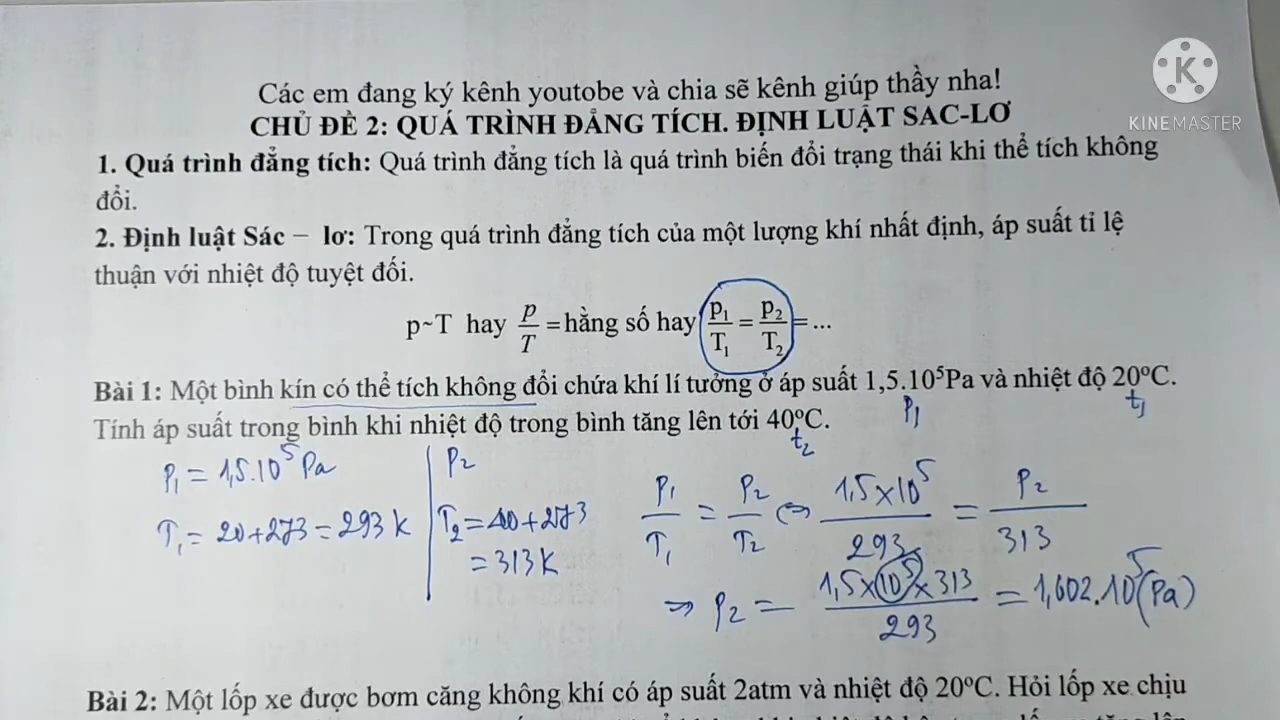 K
KINEMASTER
Các em đang ký kênh youtobe và chia sẽ kênh giúp thầy nha!
CHỦ ĐỀ 2: QUÁ TRÌNH ĐẲNG TÍCH. ĐỊNH LUẬT SAC-LƠ
1. Quá trình đẳng tích: Quá trình đẳng tích là quá trình biến đổi trạng thái khi thể tích không
đổi.
2. Định luật Sác – lơ: Trong quá trình đẳng tích của một lượng khí nhất định, áp suất tỉ lệ
thuận với nhiệt độ tuyệt đối.
p~T hay p/T = hằng số hay p₁/T₁ = p₂/T₂ = ...
Bài 1: Một bình kín có thể tích không đổi chứa khí lí tưởng ở áp suất 1,5.10⁵Pa và nhiệt độ 20°C.
p₁ t₁
Tính áp suất trong bình khi nhiệt độ trong bình tăng lên tới 40°C.
t₂
p₁ = 1,5.10⁵ Pa
T₁ = 20+273 = 293 K
p₂
T₂ = 40+273
= 313 K
p₁/T₁ = p₂/T₂ ⇔ 1,5×10⁵/293 = p₂/313
⇒ p₂ = 1,5×10⁵×313/293 = 1,602.10⁵ (Pa)
Bài 2: Một lốp xe được bơm căng không khí có áp suất 2atm và nhiệt độ 20°C. Hỏi lốp xe chịu